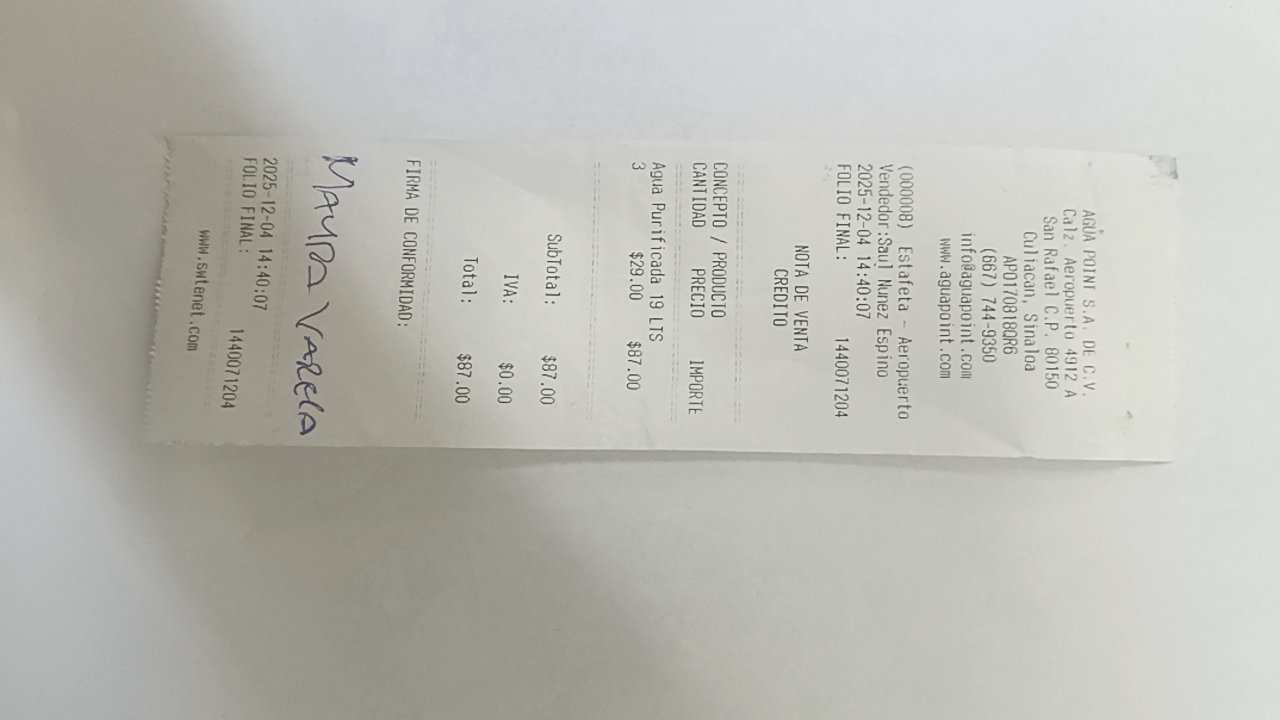 AGUA POINT S.A. DE C.V.
Calz. Aeropuerto 4912 A
San Rafael C.P. 80150
Culiacan, Sinaloa
APO170818QR6
(667) 744-9350
info@aguapoint.com
www.aguapoint.com
(000008) Estafeta - Aeropuerto
Vendedor:Saul Nunez Espino
2025-12-04 14:40:07
FOLIO FINAL: 1440071204
NOTA DE VENTA
CREDITO
CONCEPTO / PRODUCTO
CANTIDAD PRECIO IMPORTE
Agua Purificada 19 LTS
3 $29.00 $87.00
SubTotal: $87.00
IVA: $0.00
Total: $87.00
FIRMA DE CONFORMIDAD:
MAYRA VARELA
2025-12-04 14:40:07
FOLIO FINAL: 1440071204
www.swtenet.com